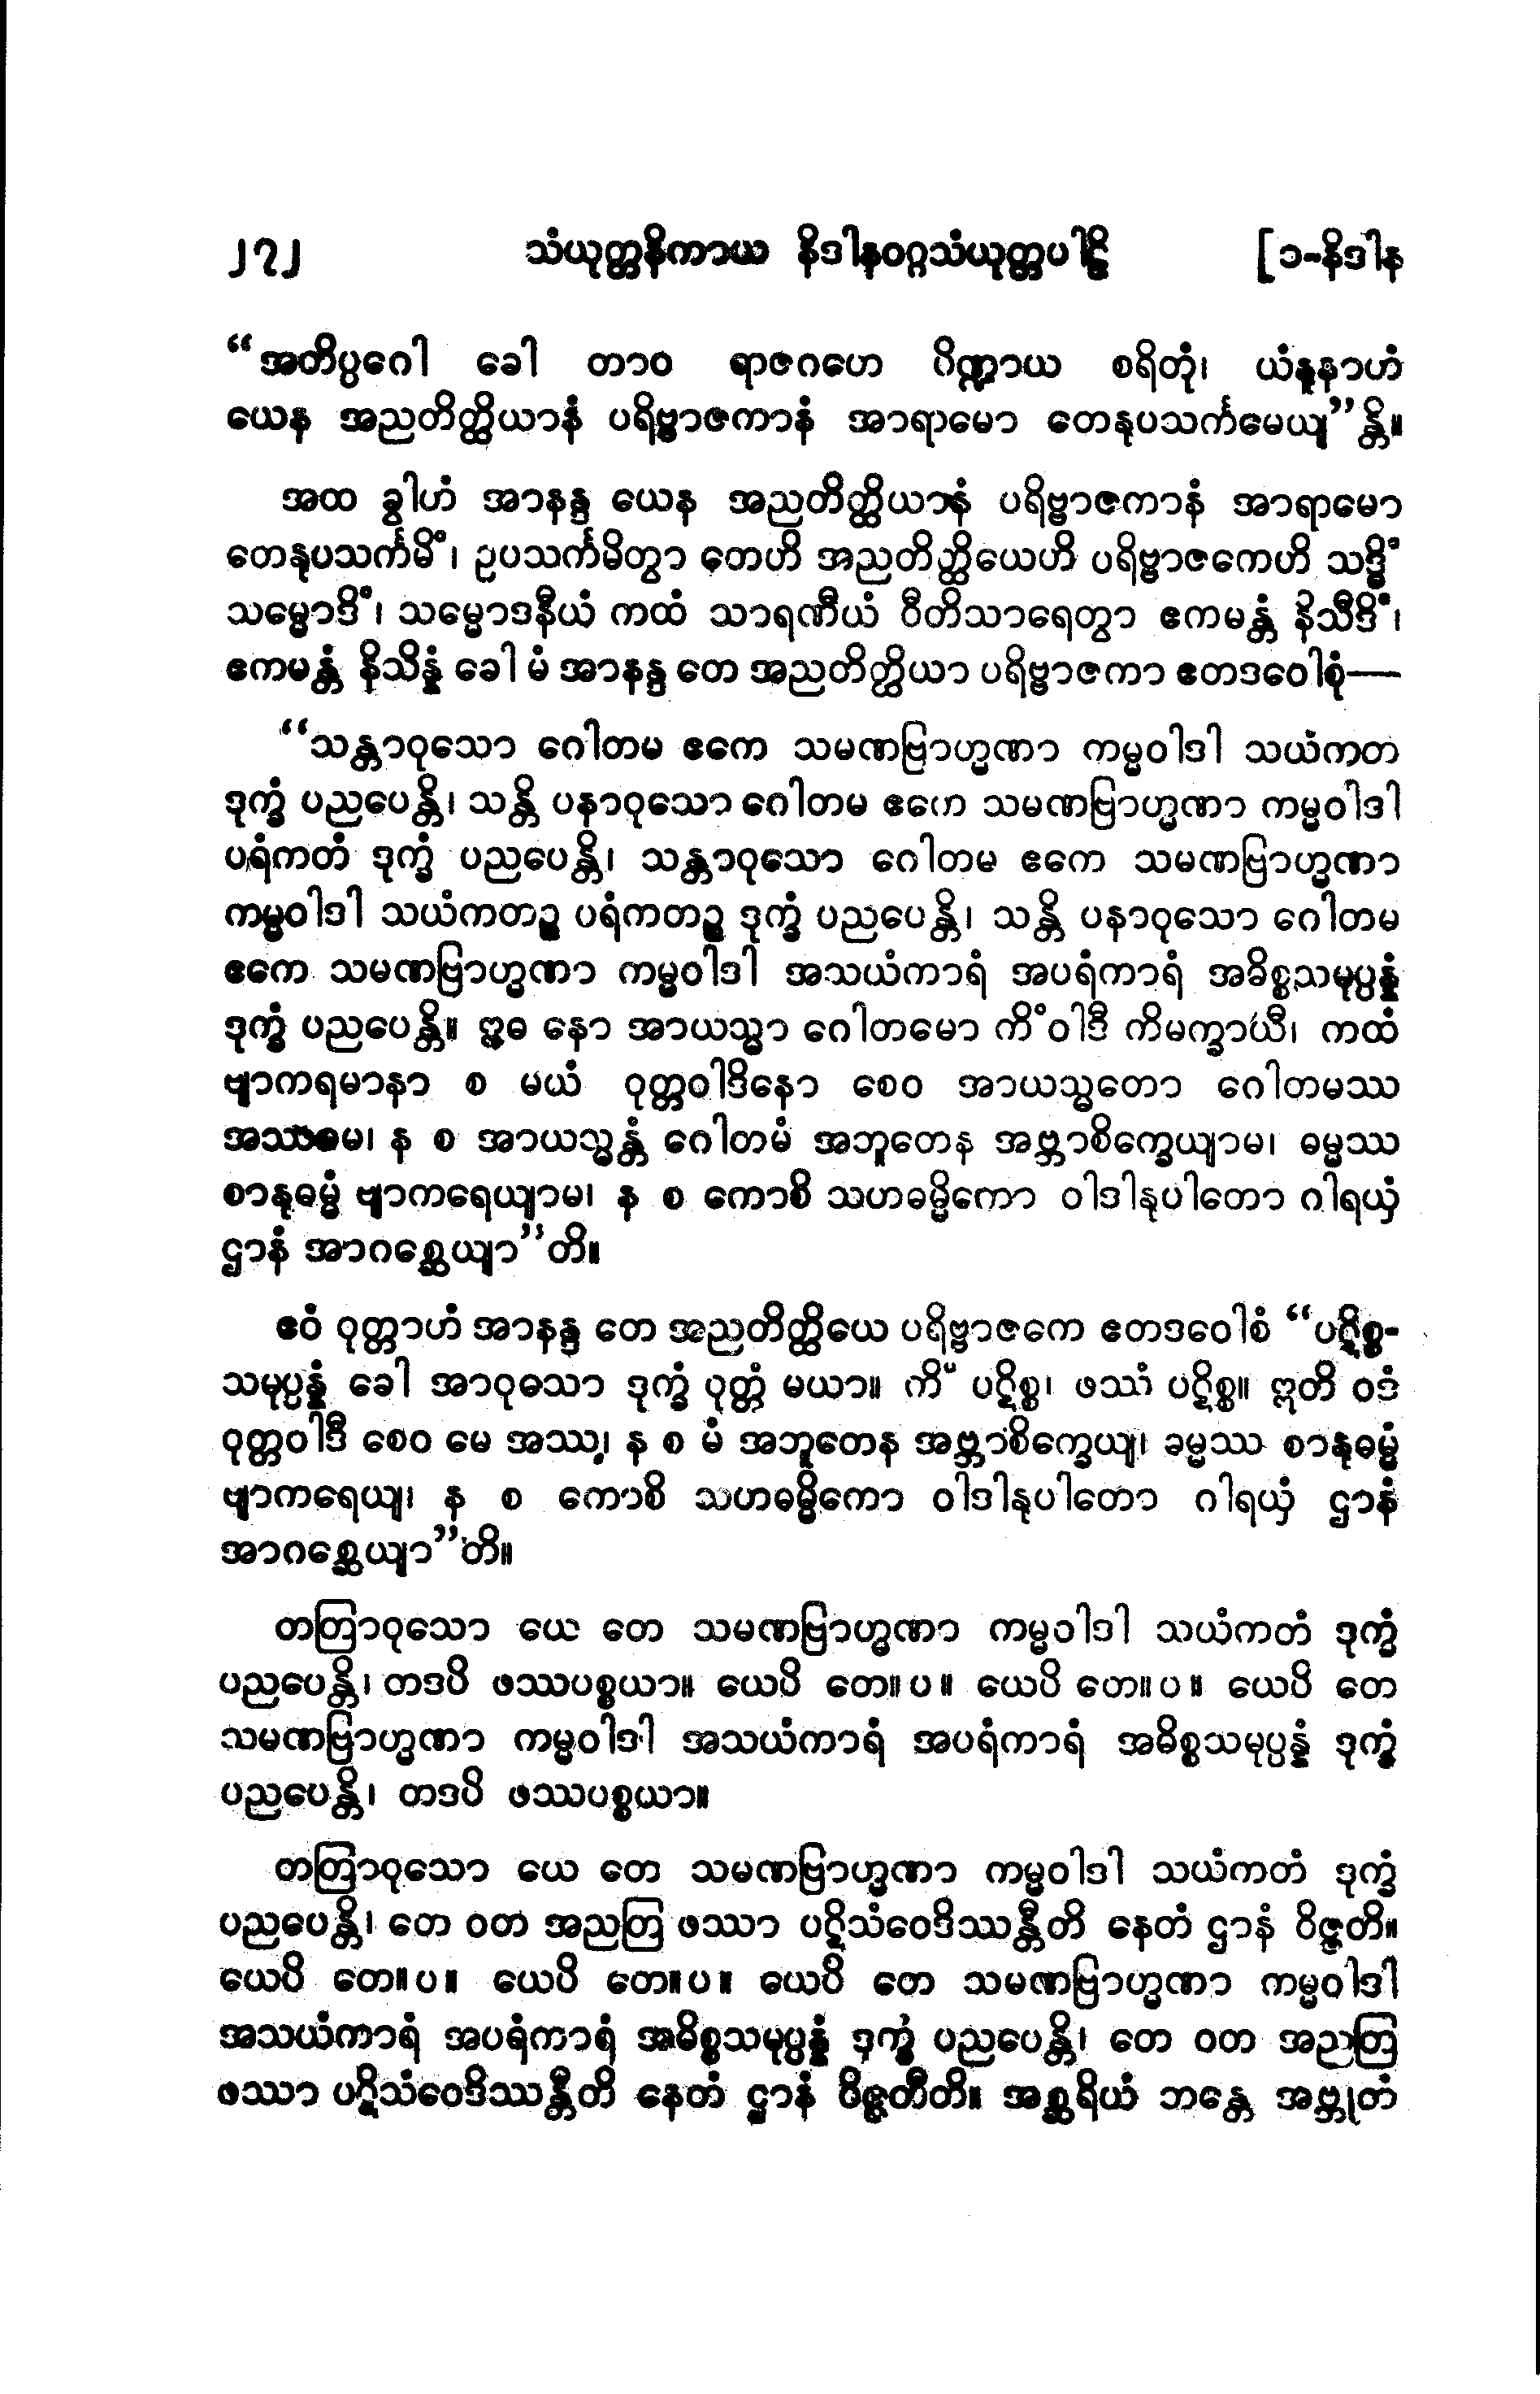 ၂၇၂ သံယုတ္တနိကာယ နိဒါနဝဂ္ဂသံယုတ္တပါဠိ [၁-နိဒါန
“အတိပ္ပဂေါ ခေါ တာဝ ရာဇဂဟေ ပိဏ္ဍာယ စရိတုံ၊ ယံနူနာဟံ
ယေန အညတိတ္ထိယာနံ ပရိဗ္ဗာဇကာနံ အာရာမော တေနုပသင်္ကမေယျ”န္တိ။
အထ ခွါဟံ အာနန္ဒ ယေန အညတိတ္ထိယာနံ ပရိဗ္ဗာဇကာနံ အာရာမော
တေနုပသင်္ကမိံ၊ ဥပသင်္ကမိတွာ တေဟိ အညတိတ္ထိယေဟိ ပရိဗ္ဗာဇကေဟိ သဒ္ဓိံ
သမ္မောဒိံ၊ သမ္မောဒနီယံ ကထံ သာရဏီယံ ဝီတိသာရေတွာ ဧကမန္တံ နိသီဒိံ၊
ဧကမန္တံ နိသိန္နံ ခေါ မံ အာနန္ဒ တေ အညတိတ္ထိယာ ပရိဗ္ဗာဇကာ ဧတဒဝေါစုံ—
“သန္တာဝုသော ဂေါတမ ဧကေ သမဏဗြာဟ္မဏာ ကမ္မဝါဒါ သယံကတ
ဒုက္ခံ ပညပေန္တိ၊ သန္တိ ပနာဝုသော ဂေါတမ ဧကေ သမဏဗြာဟ္မဏာ ကမ္မဝါဒါ
ပရံကတံ ဒုက္ခံ ပညပေန္တိ၊ သန္တာဝုသော ဂေါတမ ဧကေ သမဏဗြာဟ္မဏာ
ကမ္မဝါဒါ သယံကတဉ္စ ပရံကတဉ္စ ဒုက္ခံ ပညပေန္တိ၊ သန္တိ ပနာဝုသော ဂေါတမ
ဧကေ သမဏဗြာဟ္မဏာ ကမ္မဝါဒါ အသယံကာရံ အပရံကာရံ အဓိစ္စသမုပ္ပန္နံ
ဒုက္ခံ ပညပေန္တိ။ ဣဓ နော အာယသ္မာ ဂေါတမော ကိံဝါဒီ ကိမက္ခာယီ၊ ကထံ
ဗျာကရမာနာ စ မယံ ဝုတ္တဝါဒိနော စေဝ အာယသ္မတော ဂေါတမဿ
အဿာမ၊ န စ အာယသ္မန္တံ ဂေါတမံ အဘူတေန အဗ္ဘာစိက္ခေယျာမ၊ ဓမ္မဿ
စာနုဓမ္မံ ဗျာကရေယျာမ၊ န စ ကောစိ သဟဓမ္မိကော ဝါဒါနုပါတော ဂါရယှံ
ဌာနံ အာဂစ္ဆေယျာ”တိ။
ဧဝံ ဝုတ္တာဟံ အာနန္ဒ တေ အညတိတ္ထိယေ ပရိဗ္ဗာဇကေ ဧတဒဝေါစံ “ပဋိစ္စ-
သမုပ္ပန္နံ ခေါ အာဝုသော ဒုက္ခံ ဝုတ္တံ မယာ။ ကိံ ပဋိစ္စ၊ ဖဿံ ပဋိစ္စ။ ဣတိ ဝဒံ
ဝုတ္တဝါဒီ စေဝ မေ အဿ၊ န စ မံ အဘူတေန အဗ္ဘာစိက္ခေယျ၊ ဓမ္မဿ စာနုဓမ္မံ
ဗျာကရေယျ၊ န စ ကောစိ သဟဓမ္မိကော ဝါဒါနုပါတော ဂါရယှံ ဌာနံ
အာဂစ္ဆေယျာ”တိ။
တတြာဝုသော ယေ တေ သမဏဗြာဟ္မဏာ ကမ္မဝါဒါ သယံကတံ ဒုက္ခံ
ပညပေန္တိ၊ တဒပိ ဖဿပစ္စယာ။ ယေပိ တေ။ပ။ ယေပိ တေ။ပ။ ယေပိ တေ
သမဏဗြာဟ္မဏာ ကမ္မဝါဒါ အသယံကာရံ အပရံကာရံ အဓိစ္စသမုပ္ပန္နံ ဒုက္ခံ
ပညပေန္တိ၊ တဒပိ ဖဿပစ္စယာ။
တတြာဝုသော ယေ တေ သမဏဗြာဟ္မဏာ ကမ္မဝါဒါ သယံကတံ ဒုက္ခံ
ပညပေန္တိ၊ တေ ဝတ အညတြ ဖဿာ ပဋိသံဝေဒိဿန္တီတိ နေတံ ဌာနံ ဝိဇ္ဇတိ။
ယေပိ တေ။ပ။ ယေပိ တေ။ပ။ ယေပိ တေ သမဏဗြာဟ္မဏာ ကမ္မဝါဒါ
အသယံကာရံ အပရံကာရံ အဓိစ္စသမုပ္ပန္နံ ဒုက္ခံ ပညပေန္တိ၊ တေ ဝတ အညတြ
ဖဿာ ပဋိသံဝေဒိဿန္တီတိ နေတံ ဌာနံ ဝိဇ္ဇတီတိ။ အစ္ဆရိယံ ဘန္တေ အဗ္ဘုတံ